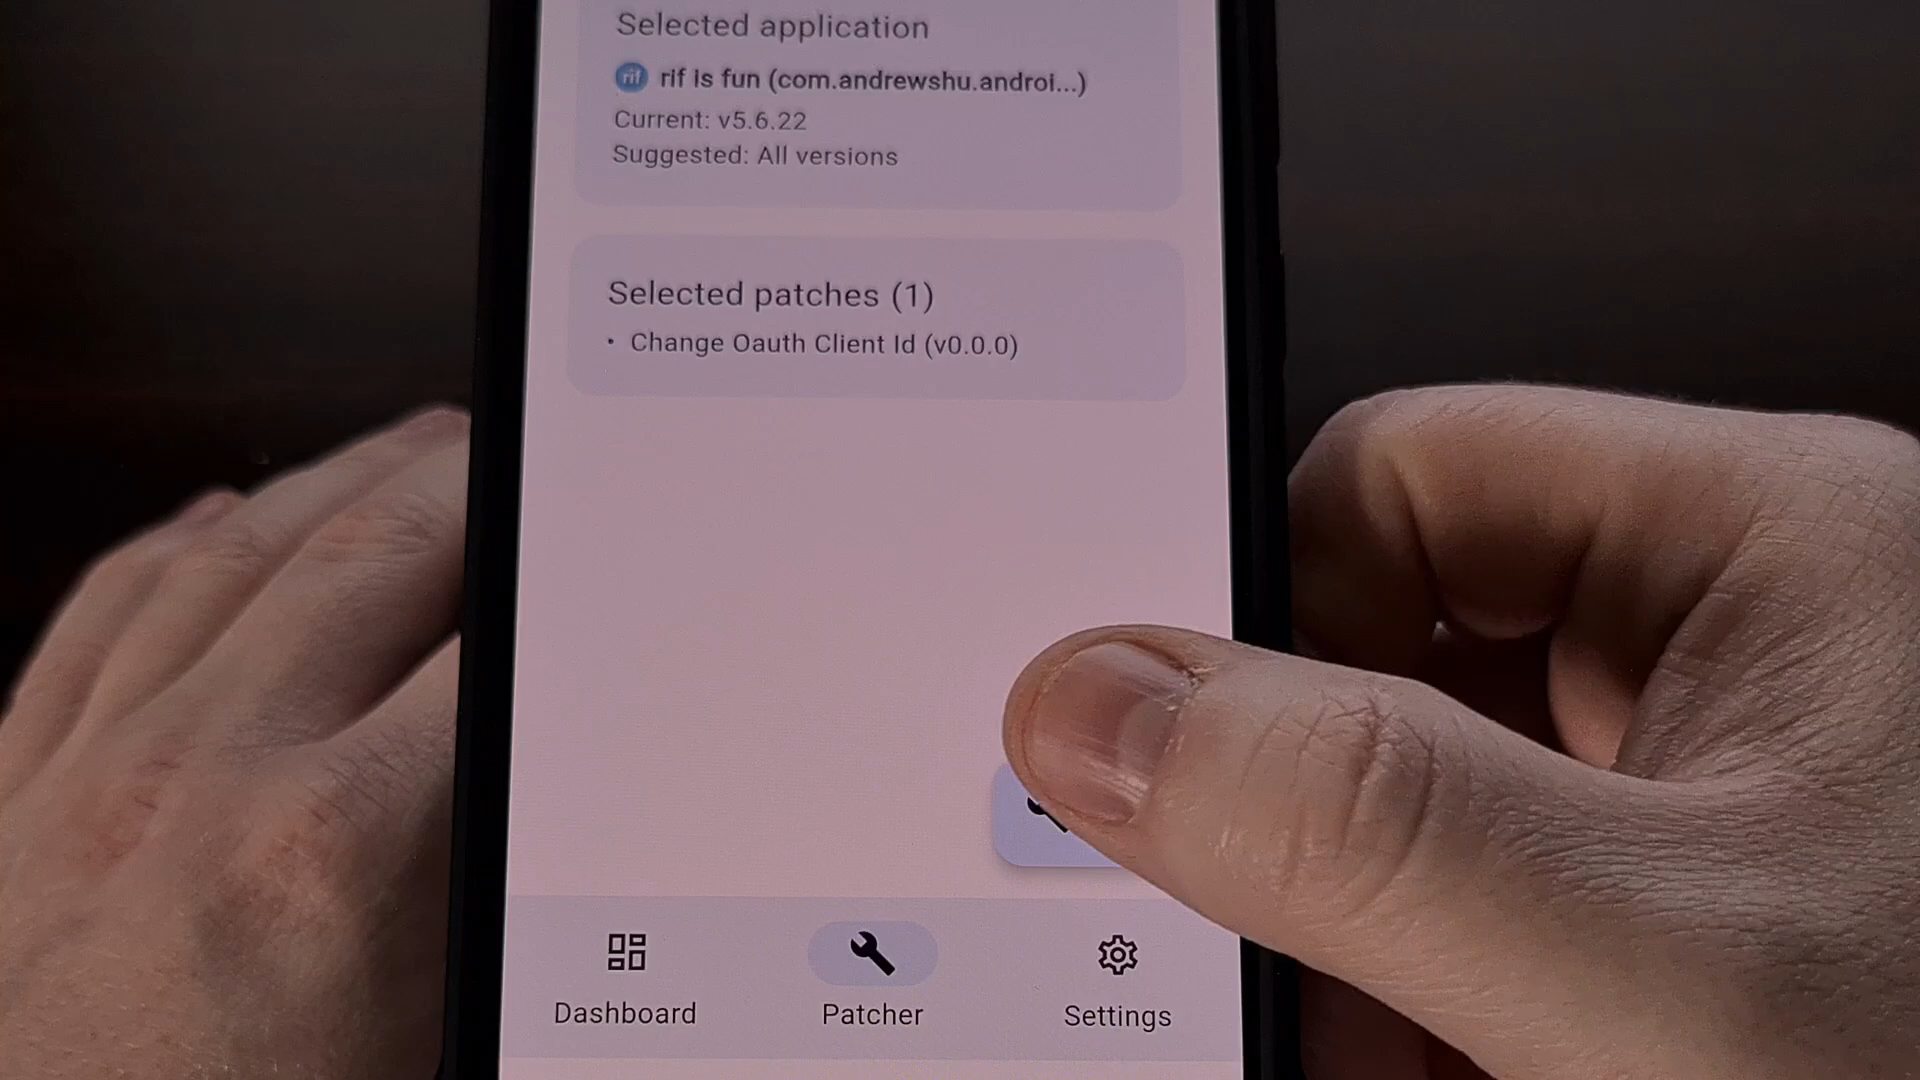 Selected application
rif rif is fun (com.andrewshu.androi...)
Current: v5.6.22
Suggested: All versions
Selected patches (1)
• Change Oauth Client Id (v0.0.0)
Dashboard Patcher Settings